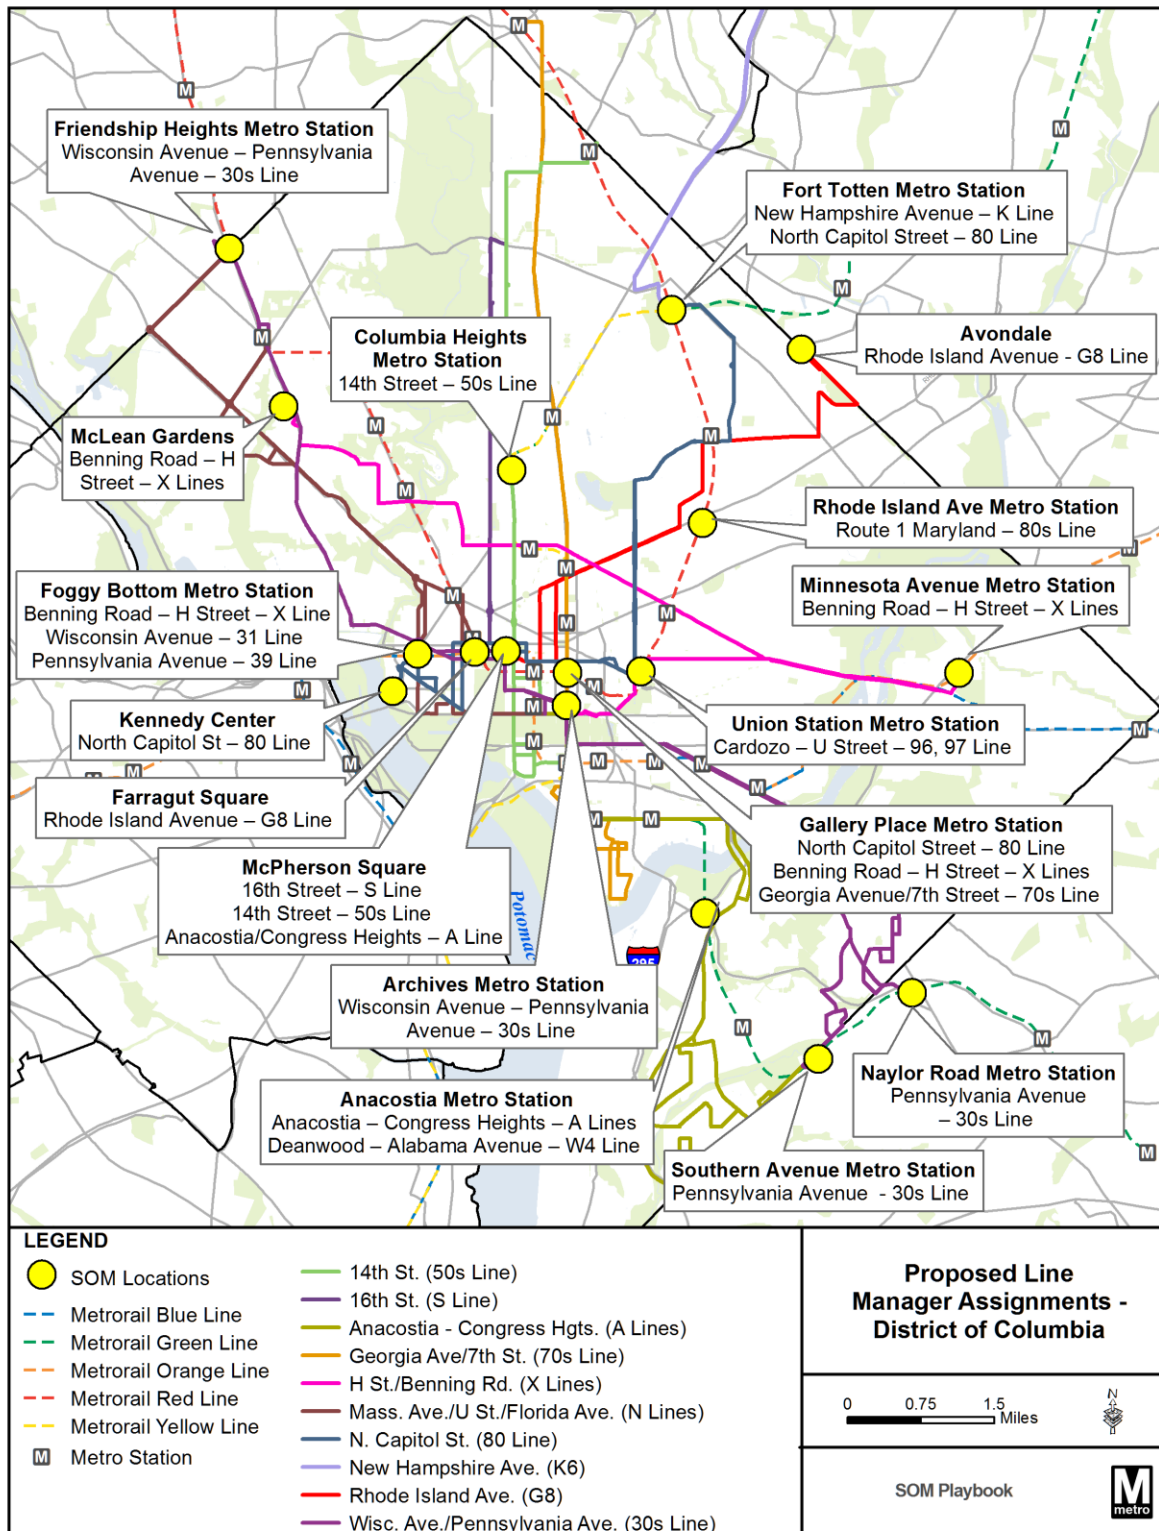 Friendship Heights Metro Station
Wisconsin Avenue – Pennsylvania
Avenue – 30s Line
Fort Totten Metro Station
New Hampshire Avenue – K Line
North Capitol Street – 80 Line
Columbia Heights
Metro Station
14th Street – 50s Line
Avondale
Rhode Island Avenue - G8 Line
McLean Gardens
Benning Road – H
Street – X Lines
Rhode Island Ave Metro Station
Route 1 Maryland – 80s Line
Minnesota Avenue Metro Station
Benning Road – H Street – X Lines
Foggy Bottom Metro Station
Benning Road – H Street – X Line
Wisconsin Avenue – 31 Line
Pennsylvania Avenue – 39 Line
Kennedy Center
North Capitol St – 80 Line
Union Station Metro Station
Cardozo – U Street – 96, 97 Line
Farragut Square
Rhode Island Avenue – G8 Line
Gallery Place Metro Station
North Capitol Street – 80 Line
Benning Road – H Street – X Lines
Georgia Avenue/7th Street – 70s Line
McPherson Square
16th Street – S Line
14th Street – 50s Line
Anacostia/Congress Heights – A Line
Potomac
295
Archives Metro Station
Wisconsin Avenue – Pennsylvania
Avenue – 30s Line
Anacostia Metro Station
Anacostia – Congress Heights – A Lines
Deanwood – Alabama Avenue – W4 Line
Naylor Road Metro Station
Pennsylvania Avenue
– 30s Line
Southern Avenue Metro Station
Pennsylvania Avenue - 30s Line
LEGEND
SOM Locations
Metrorail Blue Line
Metrorail Green Line
Metrorail Orange Line
Metrorail Red Line
Metrorail Yellow Line
M Metro Station
14th St. (50s Line)
16th St. (S Line)
Anacostia - Congress Hgts. (A Lines)
Georgia Ave/7th St. (70s Line)
H St./Benning Rd. (X Lines)
Mass. Ave./U St./Florida Ave. (N Lines)
N. Capitol St. (80 Line)
New Hampshire Ave. (K6)
Rhode Island Ave. (G8)
Wisc. Ave./Pennsylvania Ave. (30s Line)
Proposed Line
Manager Assignments -
District of Columbia
0 0.75 1.5
Miles
N
SOM Playbook
M
metro